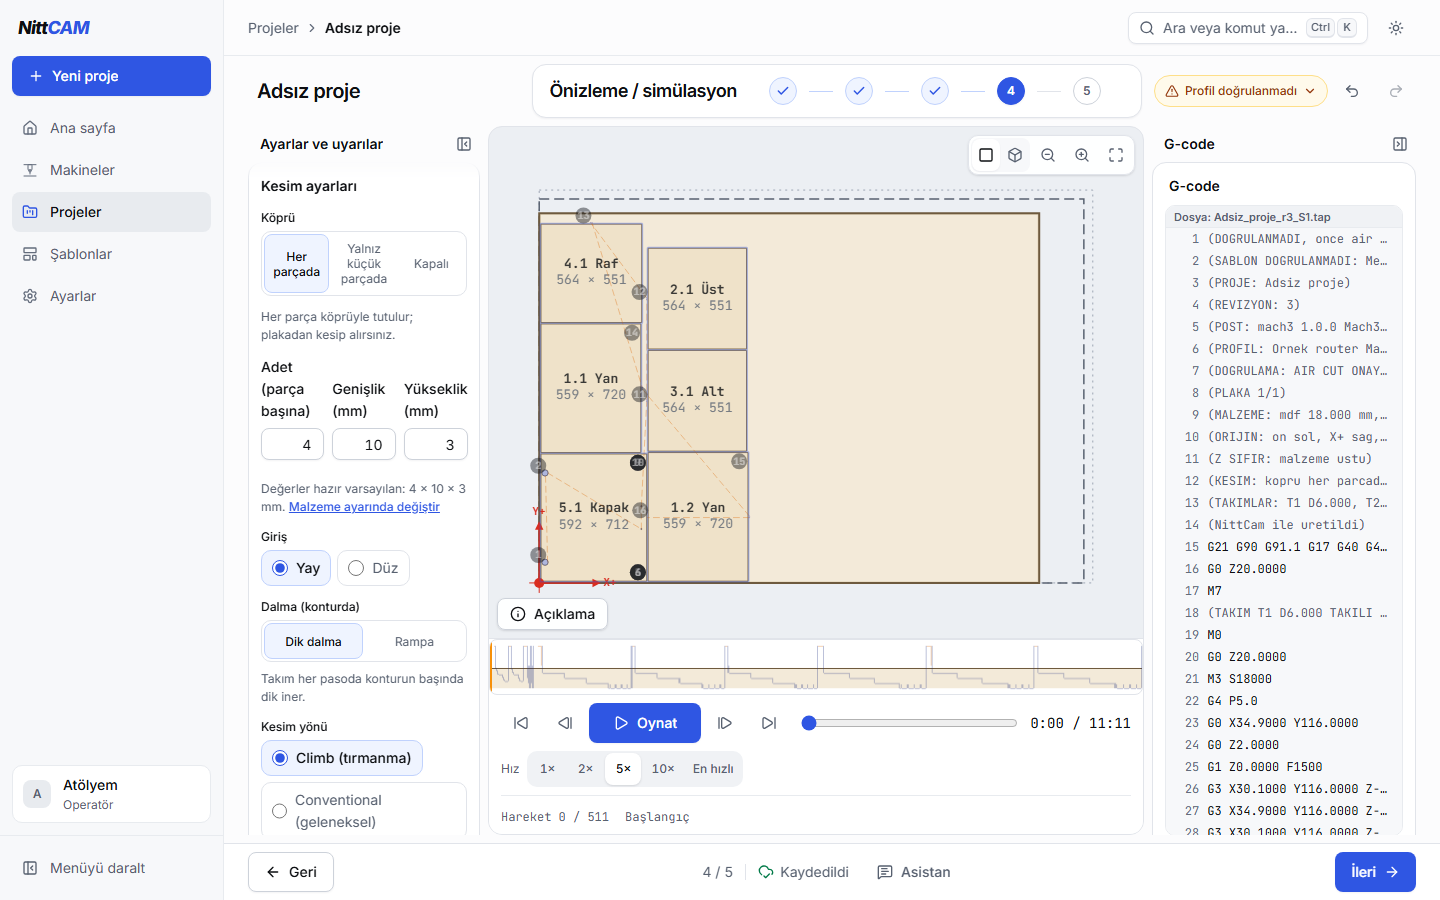 NittCAM
Projeler > Adsız proje
Ara veya komut ya... Ctrl K
Yeni proje
Ana sayfa
Makineler
Projeler
Şablonlar
Ayarlar
A
Atölyem
Operatör
Menüyü daralt
Adsız proje
Önizleme / simülasyon
4
5
Profil doğrulanmadı
Ayarlar ve uyarılar
Kesim ayarları
Köprü
Her parçada
Yalnız küçük parçada
Kapalı
Her parça köprüyle tutulur;
plakadan kesip alırsınız.
Adet (parça başına)
Genişlik (mm)
Yükseklik (mm)
4
10
3
Değerler hazır varsayılan: 4 × 10 × 3
mm. Malzeme ayarında değiştir
Giriş
Yay
Düz
Dalma (konturda)
Dik dalma
Rampa
Takım her pasoda konturun başında
dik iner.
Kesim yönü
Climb (tırmanma)
Conventional
(geleneksel)
13
4.1 Raf
564 × 551
12
2.1 Üst
564 × 551
14
1.1 Yan
559 × 720
11
3.1 Alt
564 × 551
2
15
5.1 Kapak
592 × 712
16
1.2 Yan
559 × 720
Y+
6
X+
Açıklama
Oynat
0:00 / 11:11
Hız
1×
2×
5×
10×
En hızlı
Hareket 0 / 511
Başlangıç
G-code
G-code
Dosya: Adsiz_proje_r3_S1.tap
1 (DOGRULANMADI, once air …
2 (SABLON DOGRULANMADI: Me…
3 (PROJE: Adsiz proje)
4 (REVIZYON: 3)
5 (POST: mach3 1.0.0 Mach3…
6 (PROFIL: Ornek router Ma…
7 (DOGRULAMA: AIR CUT ONAY…
8 (PLAKA 1/1)
9 (MALZEME: mdf 18.000 mm,…
10 (ORIJIN: on sol, X+ sag,…
11 (Z SIFIR: malzeme ustu)
12 (KESIM: kopru her parcad…
13 (TAKIMLAR: T1 D6.000, T2…
14 (NittCam ile uretildi)
15 G21 G90 G91.1 G17 G40 G4…
16 G0 Z20.0000
17 M7
18 (TAKIM T1 D6.000 TAKILI …
19 M0
20 G0 Z20.0000
21 M3 S18000
22 G4 P5.0
23 G0 X34.9000 Y116.0000
24 G0 Z2.0000
25 G1 Z0.0000 F1500
26 G3 X30.1000 Y116.0000 Z-…
27 G3 X34.9000 Y116.0000 Z-…
28 G3 X30.1000 Y116.0000 Z-…
Geri
4 / 5
Kaydedildi
Asistan
İleri